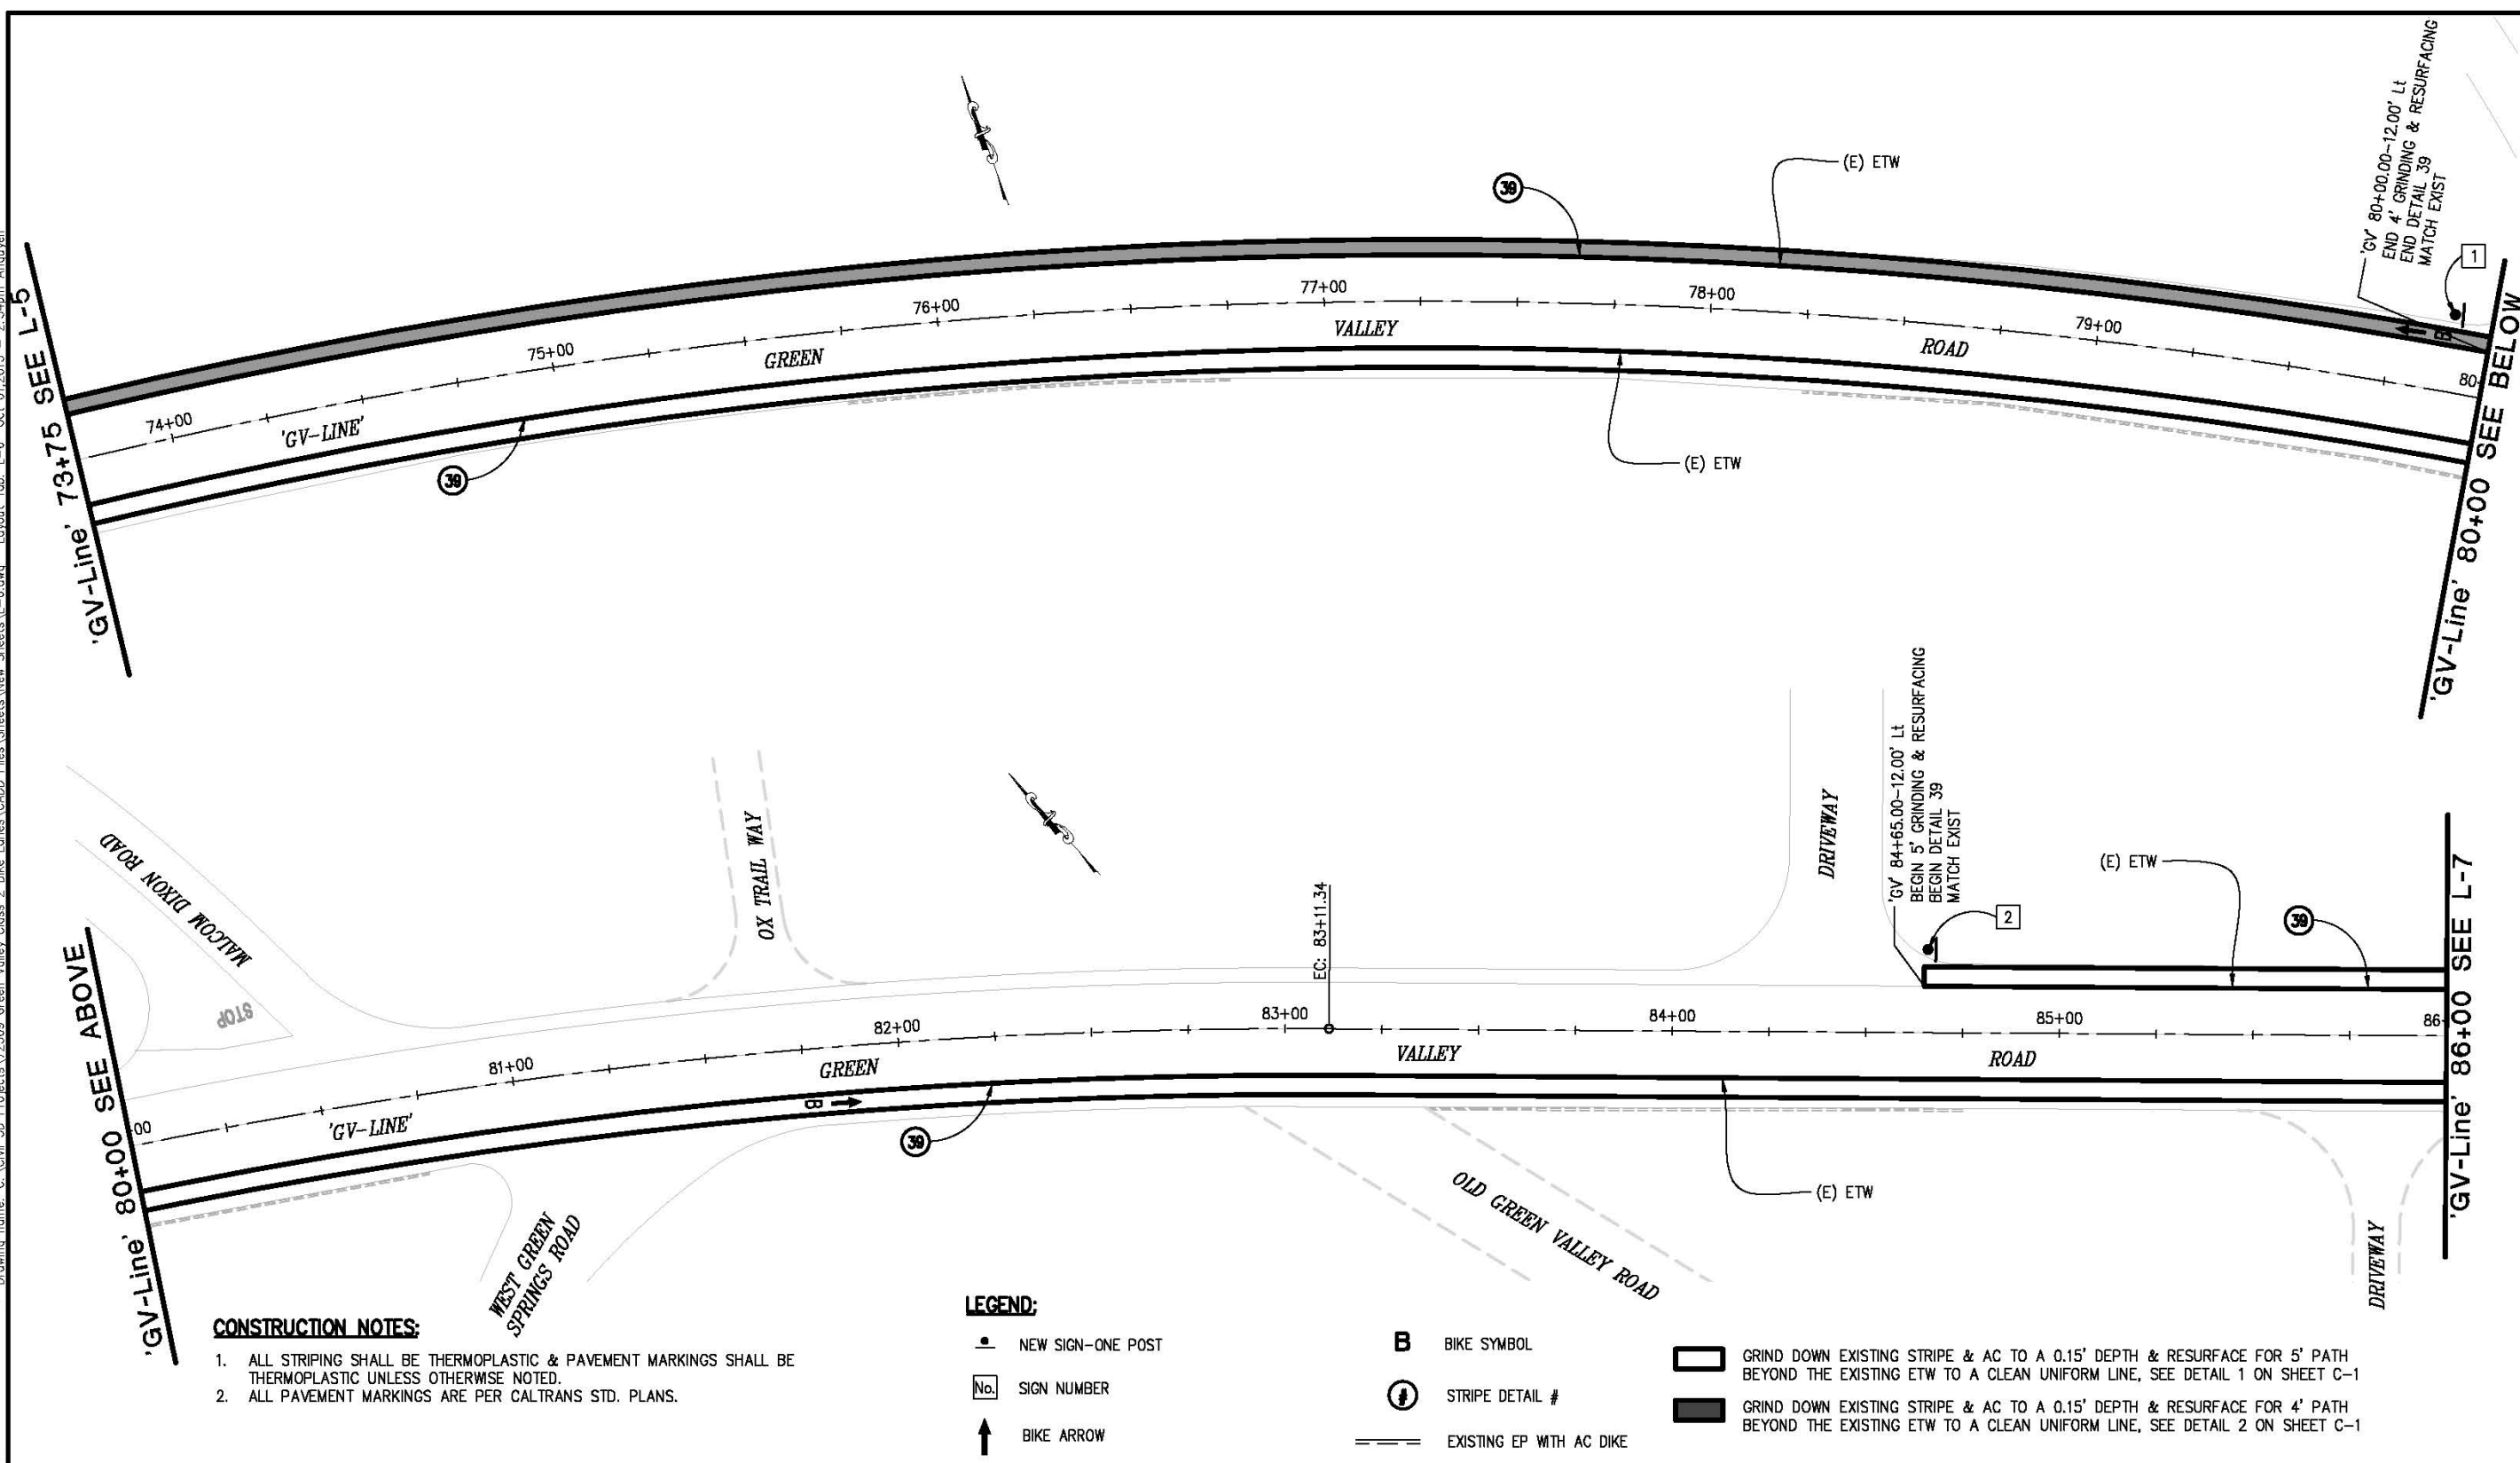 'GV' 80+00.00-12.00' Lt
END 4' GRINDING & RESURFACING
END DETAIL 39
MATCH EXIST
1
(E) ETW
39
'GV-Line' 73+75 SEE L-5
'GV-Line' 80+00 SEE BELOW
74+00
75+00
76+00
77+00
78+00
79+00
80
'GV-LINE'
GREEN
VALLEY
ROAD
39
(E) ETW
'GV' 84+65.00-12.00' Lt
BEGIN 5' GRINDING & RESURFACING
BEGIN DETAIL 39
MATCH EXIST
2
MALCOM DIXON ROAD
STOP
OX TRAIL WAY
DRIVEWAY
EC: 83+11.34
(E) ETW
39
'GV-Line' 80+00 SEE ABOVE
'GV-Line' 86+00 SEE L-7
00
81+00
82+00
83+00
84+00
85+00
86
'GV-LINE'
GREEN
VALLEY
ROAD
B
39
(E) ETW
WEST GREEN
SPRINGS ROAD
OLD GREEN VALLEY ROAD
DRIVEWAY
CONSTRUCTION NOTES:
1. ALL STRIPING SHALL BE THERMOPLASTIC & PAVEMENT MARKINGS SHALL BE
THERMOPLASTIC UNLESS OTHERWISE NOTED.
2. ALL PAVEMENT MARKINGS ARE PER CALTRANS STD. PLANS.
LEGEND:
NEW SIGN-ONE POST
No. SIGN NUMBER
BIKE ARROW
B BIKE SYMBOL
# STRIPE DETAIL #
EXISTING EP WITH AC DIKE
GRIND DOWN EXISTING STRIPE & AC TO A 0.15' DEPTH & RESURFACE FOR 5' PATH
BEYOND THE EXISTING ETW TO A CLEAN UNIFORM LINE, SEE DETAIL 1 ON SHEET C-1
GRIND DOWN EXISTING STRIPE & AC TO A 0.15' DEPTH & RESURFACE FOR 4' PATH
BEYOND THE EXISTING ETW TO A CLEAN UNIFORM LINE, SEE DETAIL 2 ON SHEET C-1